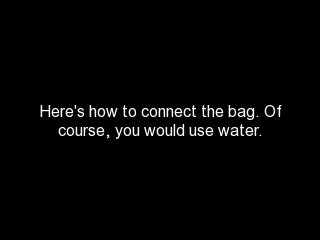 Here's how to connect the bag. Of
course, you would use water.